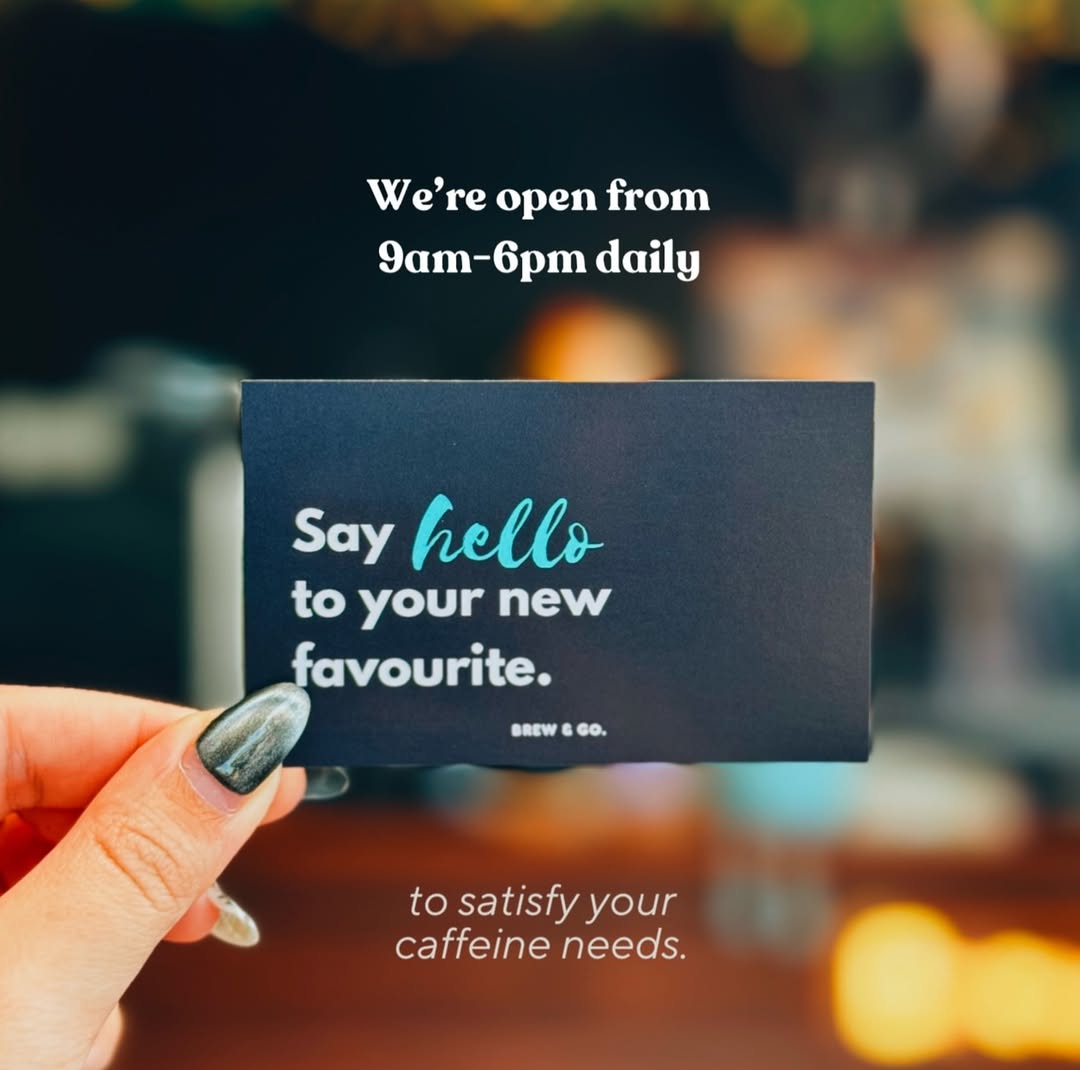 We're open from
9am-6pm daily
Say hello
to your new
favourite.
BREW & GO.
to satisfy your
caffeine needs.